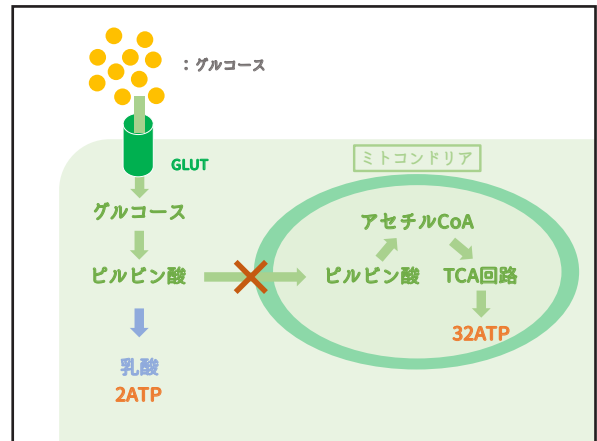 ：グルコース
GLUT
ミトコンドリア
グルコース
アセチルCoA
ピルビン酸
ピルビン酸
TCA回路
32ATP
乳酸
2ATP